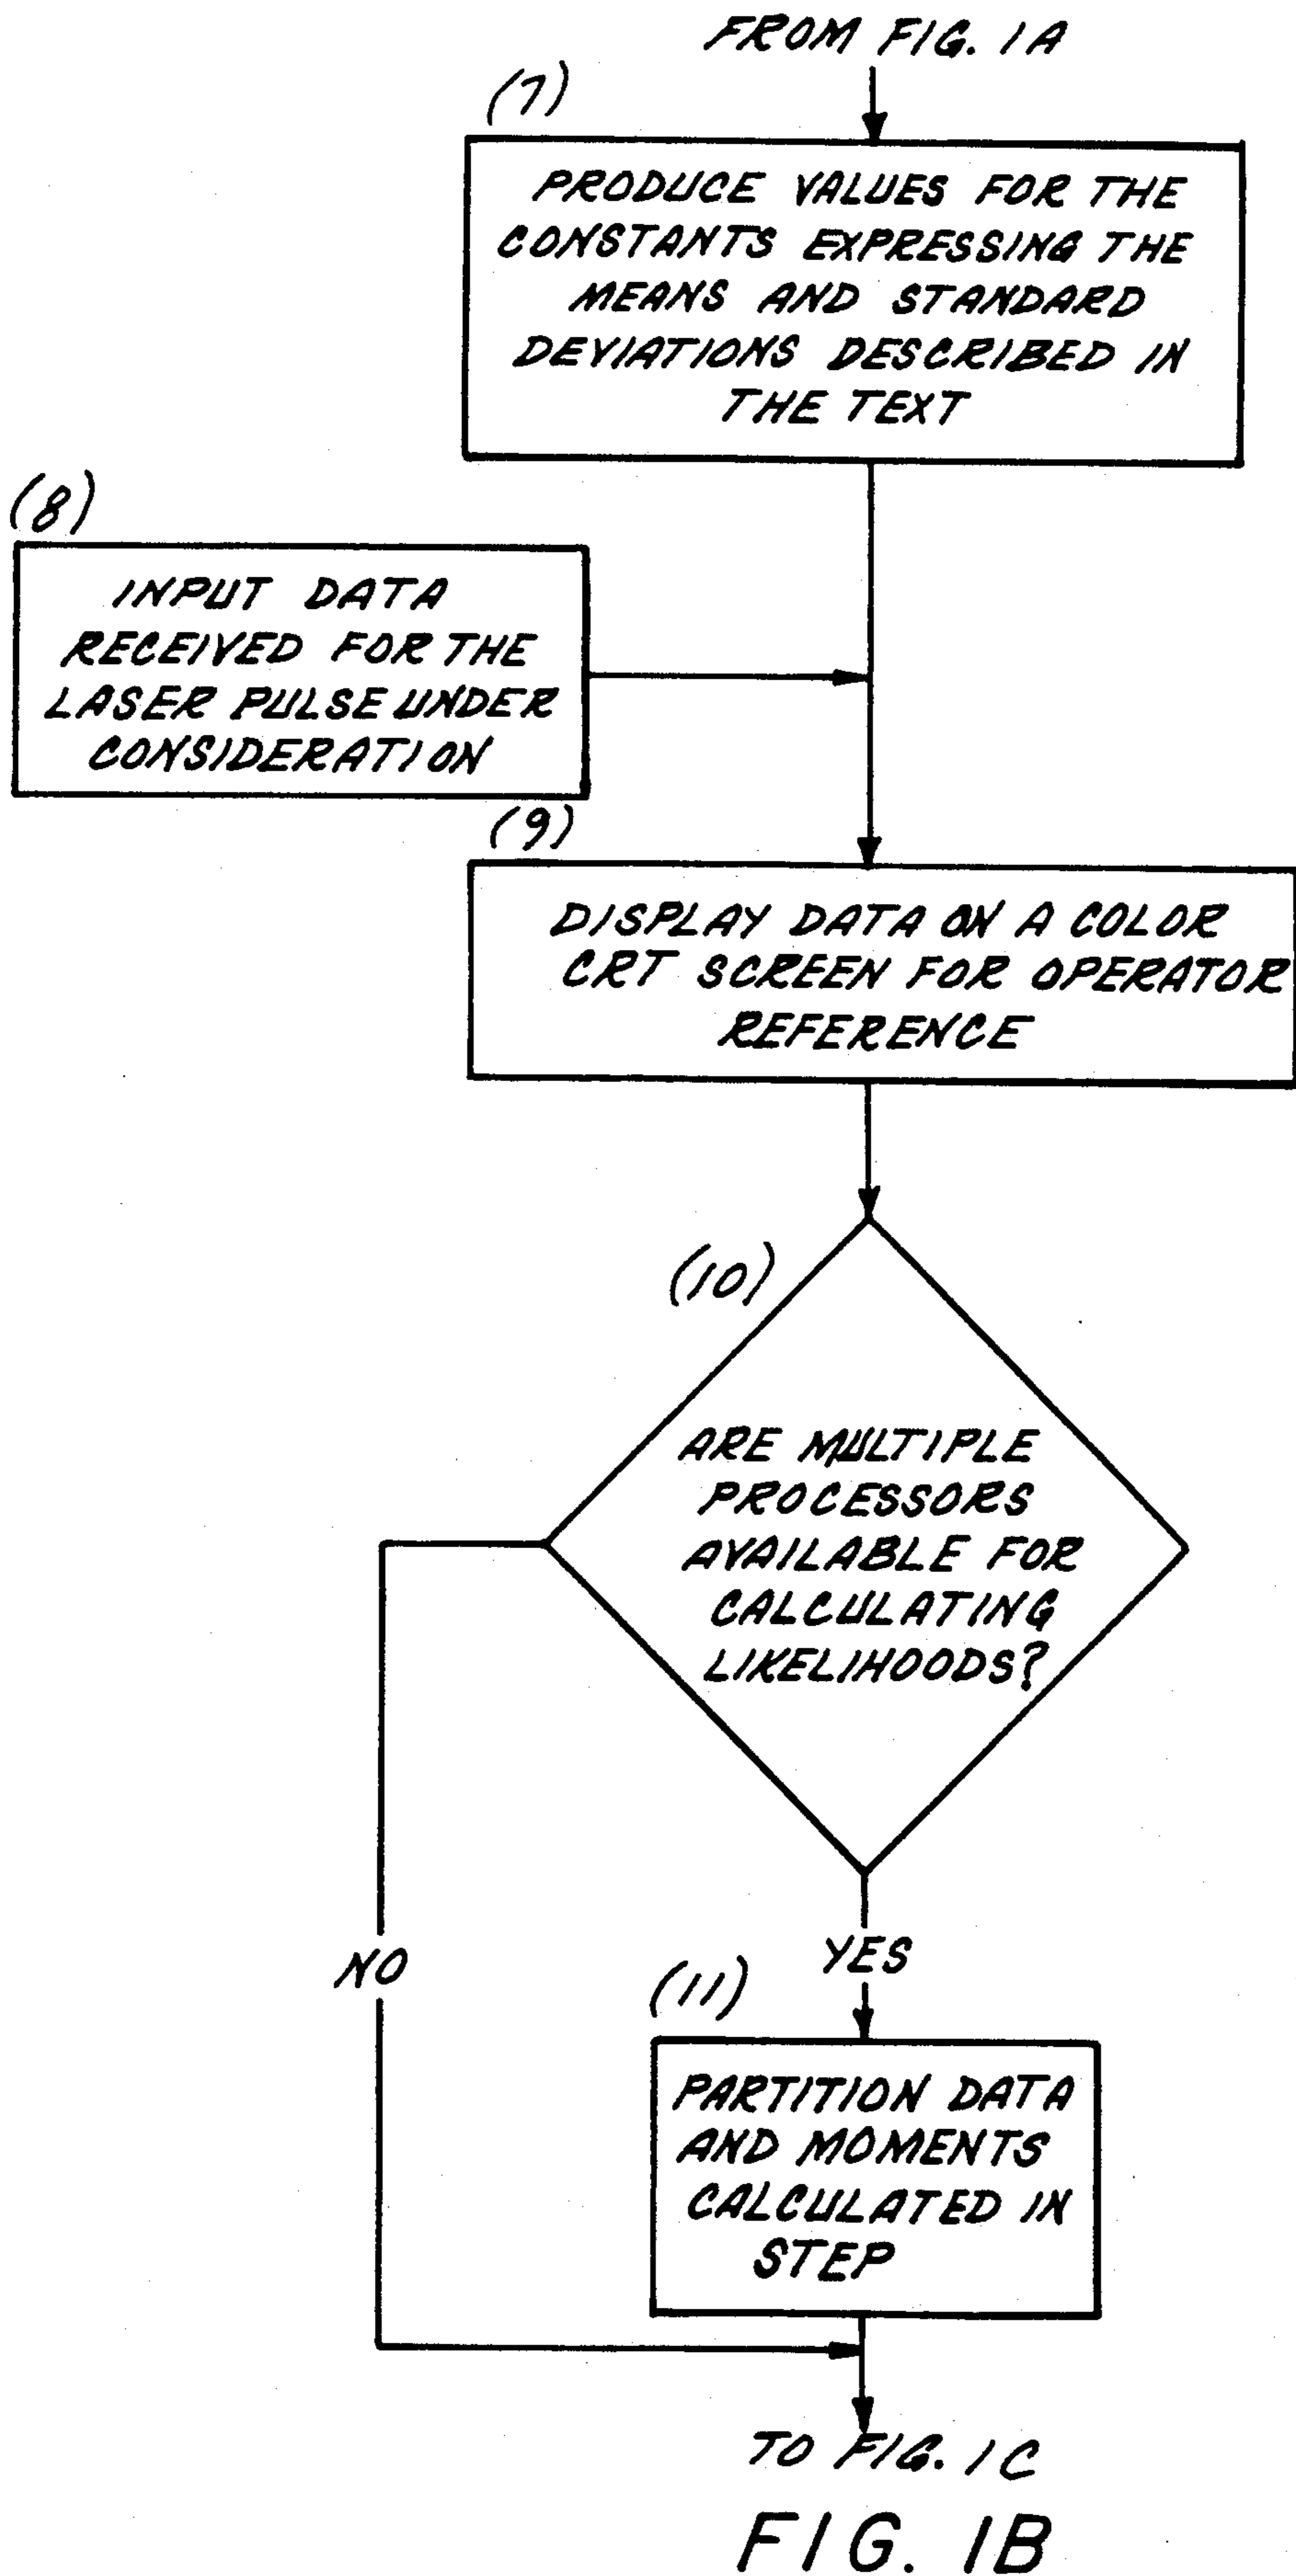 FROM FIG. 1A
(7)
PRODUCE VALUES FOR THE
CONSTANTS EXPRESSING THE
MEANS AND STANDARD
DEVIATIONS DESCRIBED IN
THE TEXT
(8)
INPUT DATA
RECEIVED FOR THE
LASER PULSE UNDER
CONSIDERATION
(9)
DISPLAY DATA ON A COLOR
CRT SCREEN FOR OPERATOR
REFERENCE
(10)
ARE MULTIPLE
PROCESSORS
AVAILABLE FOR
CALCULATING
LIKELIHOODS?
NO
YES
(11)
PARTITION DATA
AND MOMENTS
CALCULATED IN
STEP
TO FIG. 1C
FIG. 1B